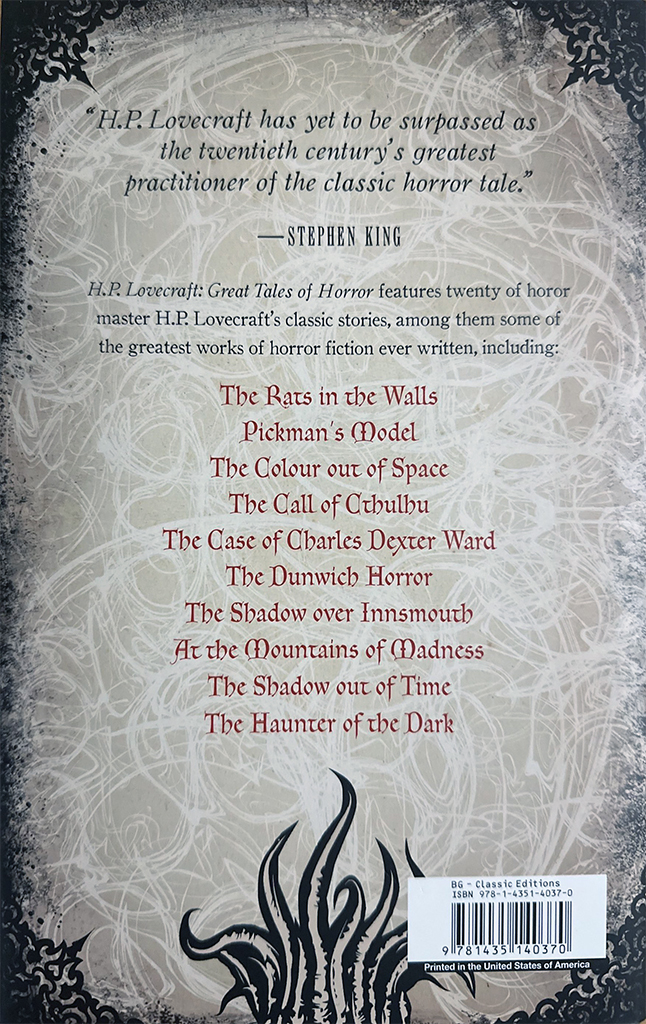 “H.P. Lovecraft has yet to be surpassed as
the twentieth century’s greatest
practitioner of the classic horror tale.”
—STEPHEN KING
H.P. Lovecraft: Great Tales of Horror features twenty of horor
master H.P. Lovecraft’s classic stories, among them some of
the greatest works of horror fiction ever written, including:
The Rats in the Walls
Pickman's Model
The Colour out of Space
The Call of Cthulhu
The Case of Charles Dexter Ward
The Dunwich Horror
The Shadow over Innsmouth
At the Mountains of Madness
The Shadow out of Time
The Haunter of the Dark
BG - Classic Editions
ISBN 978-1-4351-4037-0
9 781435 140370
Printed in the United States of America